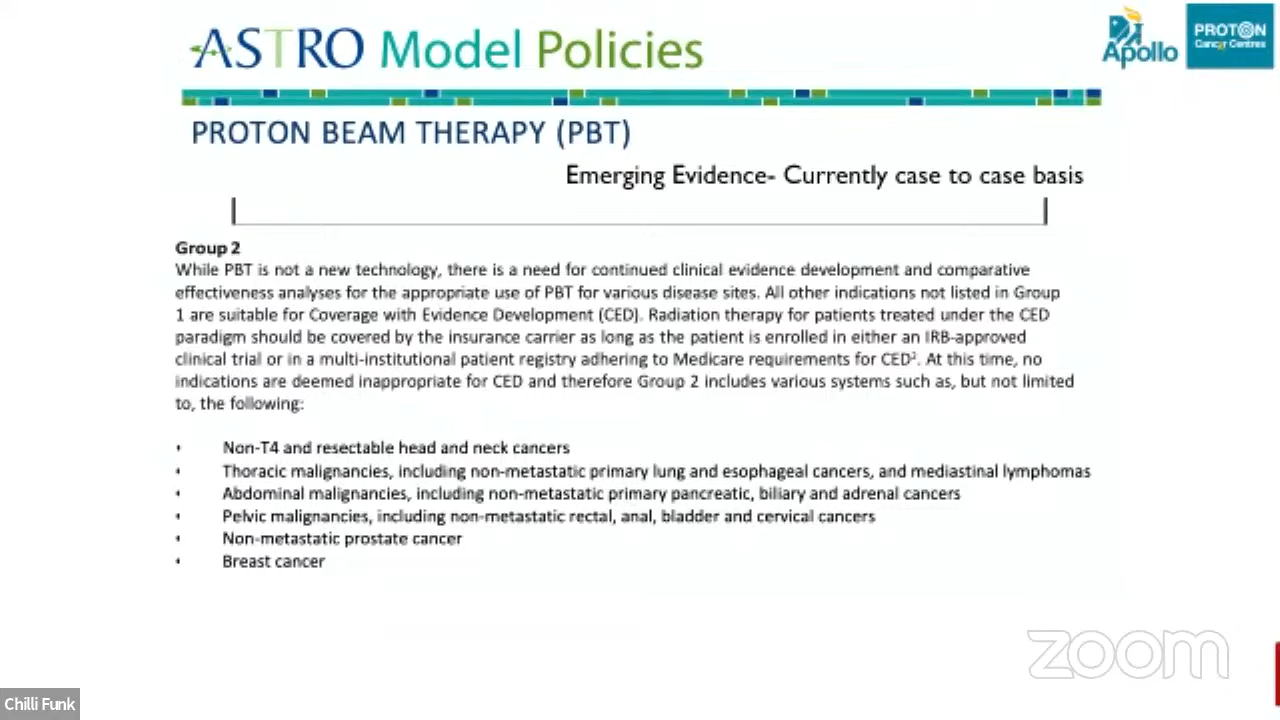 ASTRO Model Policies
Apollo
PROTON
Cancer Centres
PROTON BEAM THERAPY (PBT)
Emerging Evidence- Currently case to case basis
Group 2
While PBT is not a new technology, there is a need for continued clinical evidence development and comparative
effectiveness analyses for the appropriate use of PBT for various disease sites. All other indications not listed in Group
1 are suitable for Coverage with Evidence Development (CED). Radiation therapy for patients treated under the CED
paradigm should be covered by the insurance carrier as long as the patient is enrolled in either an IRB-approved
clinical trial or in a multi-institutional patient registry adhering to Medicare requirements for CED². At this time, no
indications are deemed inappropriate for CED and therefore Group 2 includes various systems such as, but not limited
to, the following:
• Non-T4 and resectable head and neck cancers
• Thoracic malignancies, including non-metastatic primary lung and esophageal cancers, and mediastinal lymphomas
• Abdominal malignancies, including non-metastatic primary pancreatic, biliary and adrenal cancers
• Pelvic malignancies, including non-metastatic rectal, anal, bladder and cervical cancers
• Non-metastatic prostate cancer
• Breast cancer
zoom
Chilli Funk